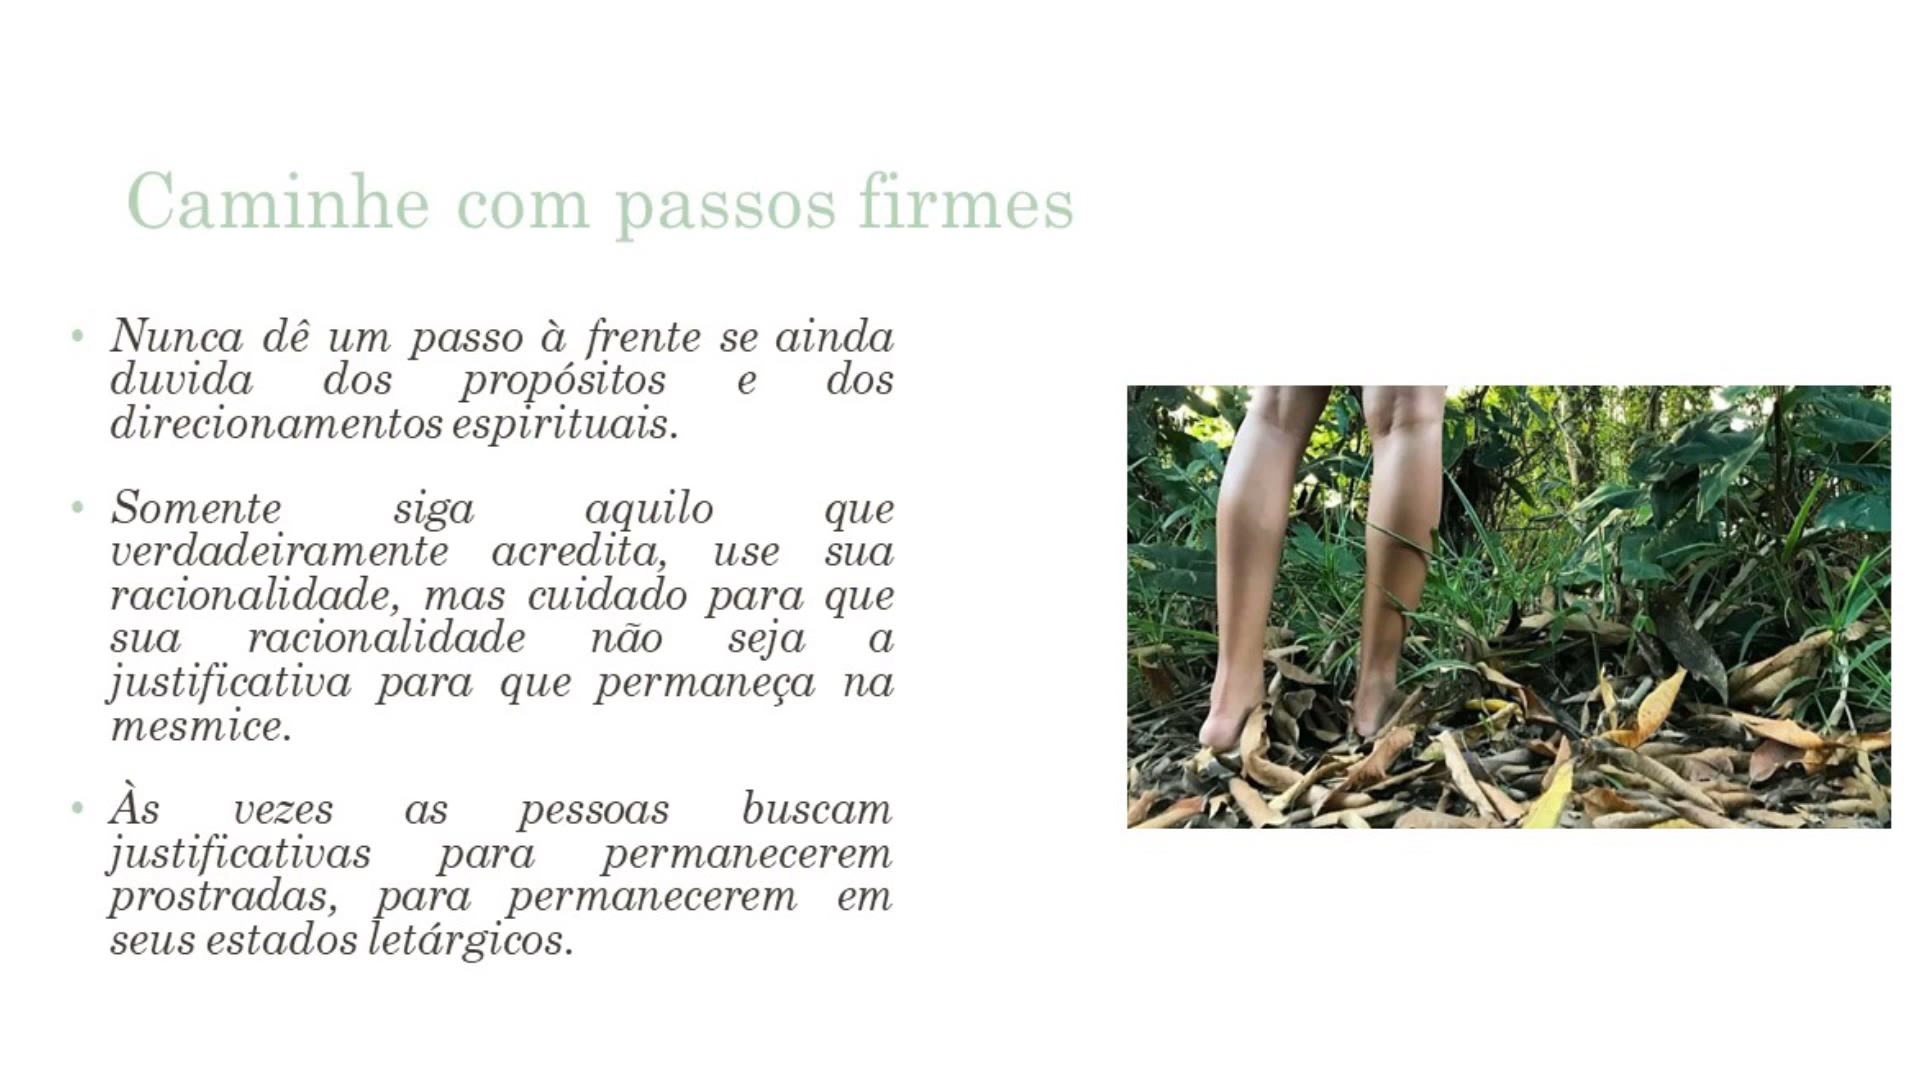 Caminhe com passos firmes
• Nunca dê um passo à frente se ainda
duvida dos propósitos e dos
direcionamentos espirituais.
• Somente siga aquilo que
verdadeiramente acredita, use sua
racionalidade, mas cuidado para que
sua racionalidade não seja a
justificativa para que permaneça na
mesmice.
• Às vezes as pessoas buscam
justificativas para permanecerem
prostradas, para permanecerem em
seus estados letárgicos.